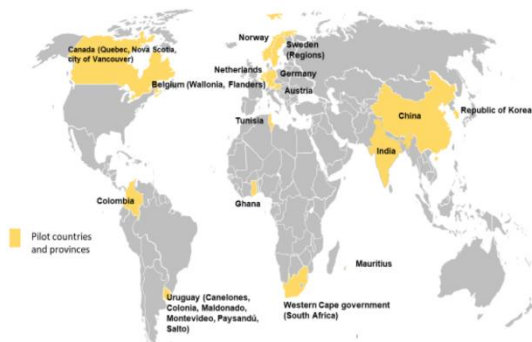 Norway
Sweden
(Regions)
Canada (Quebec, Nova Scotia,
city of Vancouver)
Netherlands
Germany
Belgium (Wallonia, Flanders)
Austria
Republic of Korea
China
Tunisia
India
Colombia
Ghana
Pilot countries
and provinces
Mauritius
Uruguay (Canelones,
Colonia, Maldonado,
Montevideo, Paysandú,
Salto)
Western Cape government
(South Africa)